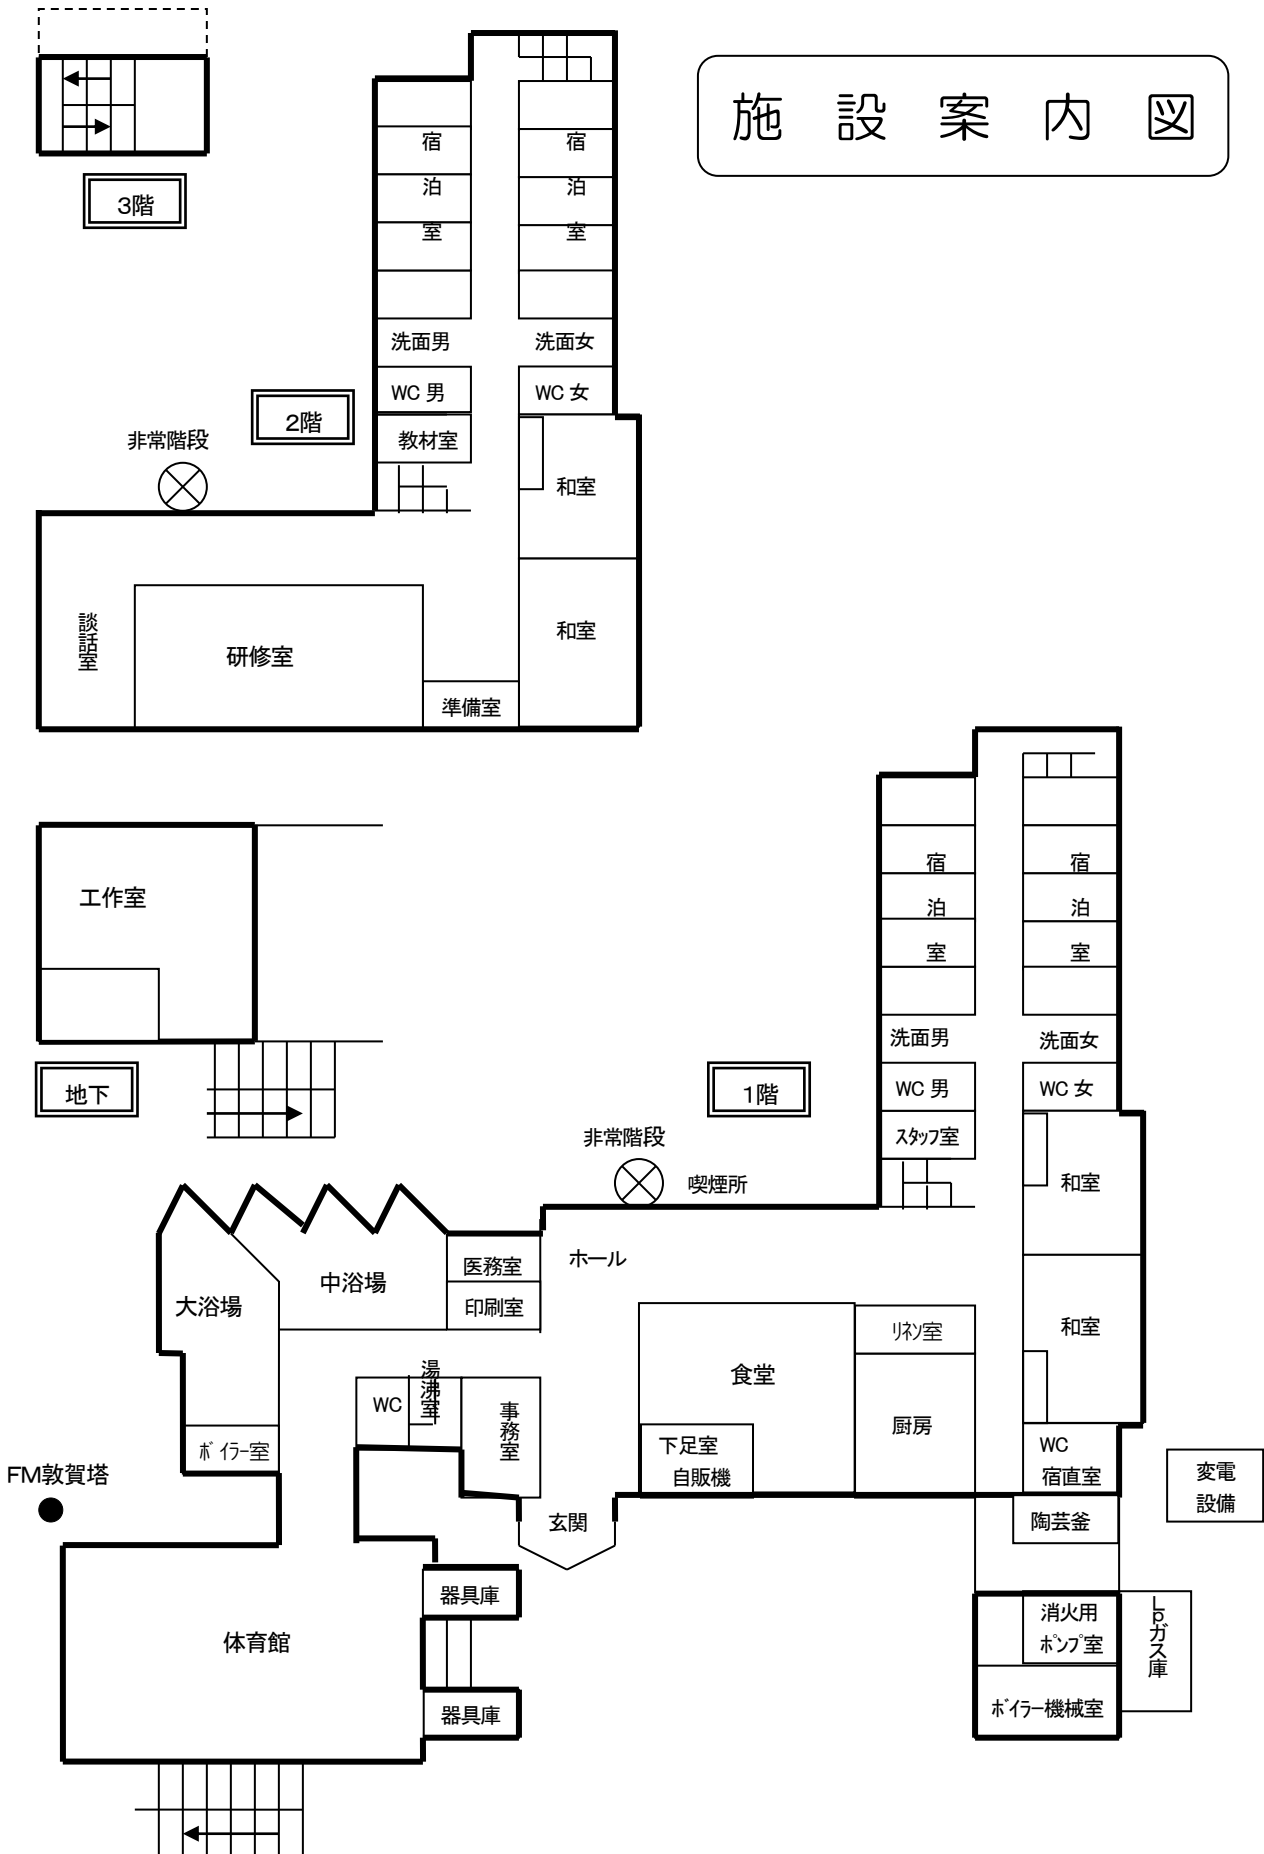 施設案内図
3階
宿泊室
宿泊室
洗面男
洗面女
WC 男
WC 女
2階
教材室
非常階段
和室
談話室
研修室
和室
準備室
工作室
地下
宿泊室
宿泊室
洗面男
洗面女
1階
WC 男
WC 女
スタッフ室
非常階段
喫煙所
和室
ホール
医務室
中浴場
大浴場
印刷室
リネン室
和室
食堂
湯沸室
WC
事務室
厨房
ボイラー室
下足室
自販機
WC
宿直室
変電
設備
FM敦賀塔
玄関
陶芸釜
器具庫
消火用
ポンプ室
Lpガス庫
体育館
器具庫
ボイラー機械室